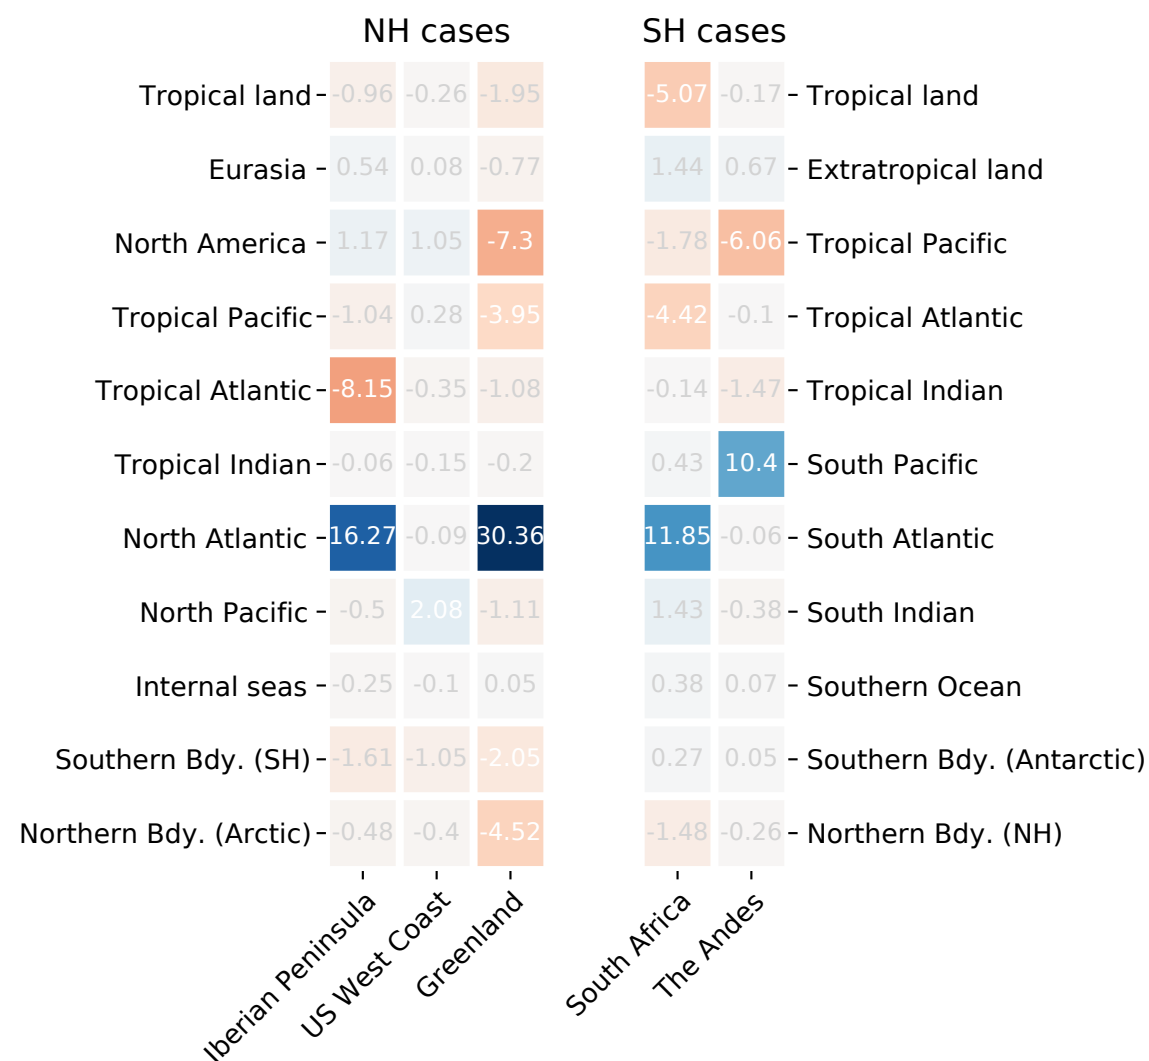 NH cases SH cases
Tropical land -0.96 -0.26 -1.95 -5.07 -0.17 Tropical land
Eurasia 0.54 0.08 -0.77 1.44 0.67 Extratropical land
North America 1.17 1.05 -7.3 -1.78 -6.06 Tropical Pacific
Tropical Pacific -1.04 0.28 -3.95 -4.42 -0.1 Tropical Atlantic
Tropical Atlantic -8.15 -0.35 -1.08 -0.14 -1.47 Tropical Indian
Tropical Indian -0.06 -0.15 -0.2 0.43 10.4 South Pacific
North Atlantic 16.27 -0.09 30.36 11.85 -0.06 South Atlantic
North Pacific -0.5 2.08 -1.11 1.43 -0.38 South Indian
Internal seas -0.25 -0.1 0.05 0.38 0.07 Southern Ocean
Southern Bdy. (SH) -1.61 -1.05 -2.05 0.27 0.05 Southern Bdy. (Antarctic)
Northern Bdy. (Arctic) -0.48 -0.4 -4.52 -1.48 -0.26 Northern Bdy. (NH)
Iberian Peninsula
US West Coast
Greenland
South Africa
The Andes